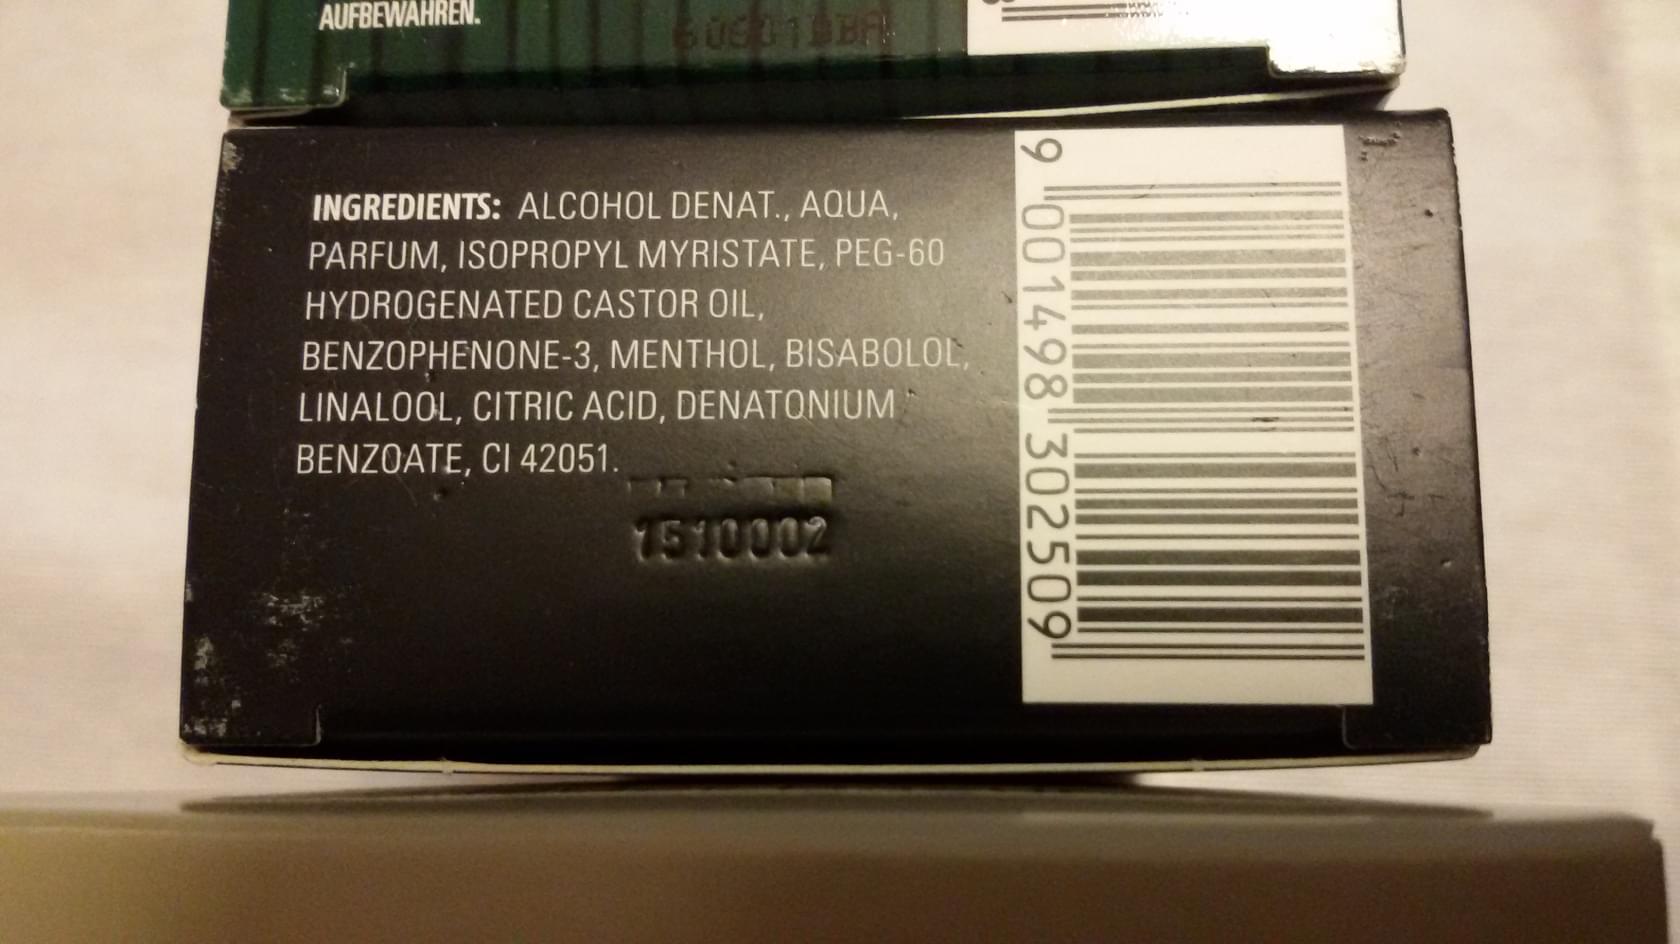 AUFBEWAHREN.
INGREDIENTS: ALCOHOL DENAT., AQUA,
PARFUM, ISOPROPYL MYRISTATE, PEG-60
HYDROGENATED CASTOR OIL,
BENZOPHENONE-3, MENTHOL, BISABOLOL,
LINALOOL, CITRIC ACID, DENATONIUM
BENZOATE, CI 42051.
1510002
9 001498 302509